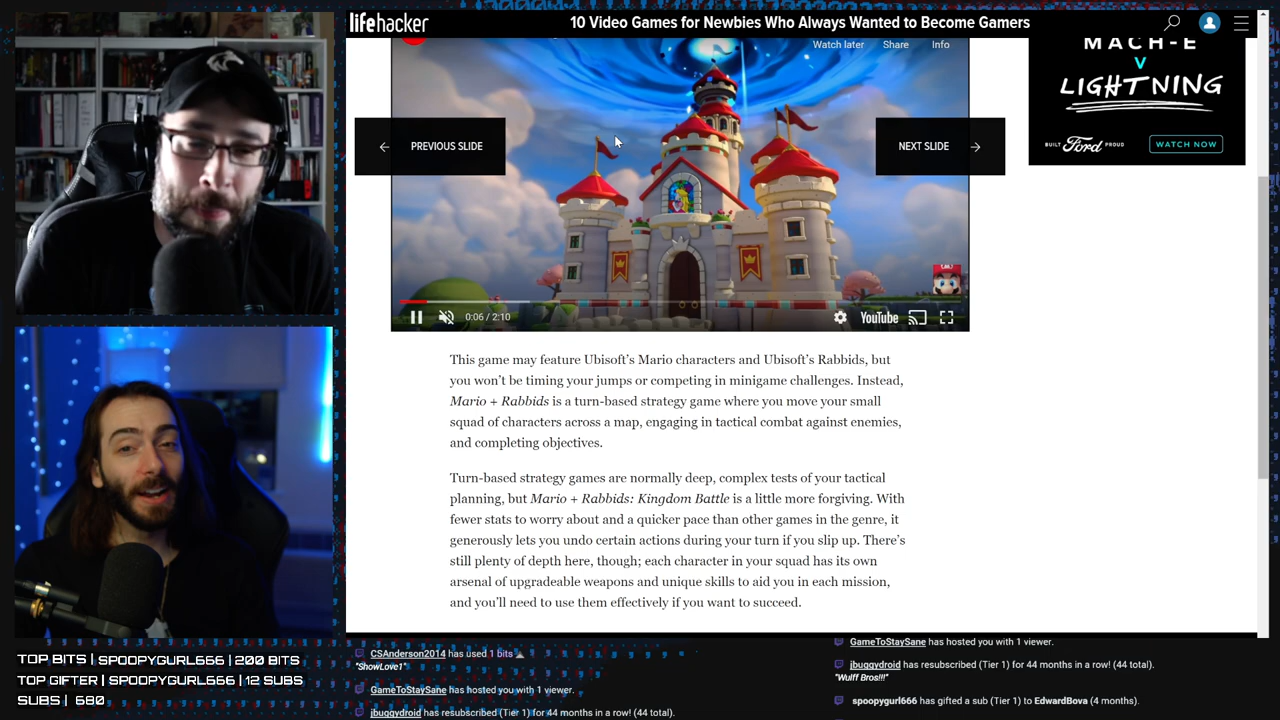 lifehacker
10 Video Games for Newbies Who Always Wanted to Become Gamers
Watch later Share Info
MACH-E
V
LIGHTNING
BUILT Ford PROUD
WATCH NOW
← PREVIOUS SLIDE
NEXT SLIDE →
0:06 / 2:10
YouTube
This game may feature Ubisoft's Mario characters and Ubisoft's Rabbids, but
you won't be timing your jumps or competing in minigame challenges. Instead,
Mario + Rabbids is a turn-based strategy game where you move your small
squad of characters across a map, engaging in tactical combat against enemies,
and completing objectives.
Turn-based strategy games are normally deep, complex tests of your tactical
planning, but Mario + Rabbids: Kingdom Battle is a little more forgiving. With
fewer stats to worry about and a quicker pace than other games in the genre, it
generously lets you undo certain actions during your turn if you slip up. There's
still plenty of depth here, though; each character in your squad has its own
arsenal of upgradeable weapons and unique skills to aid you in each mission,
and you'll need to use them effectively if you want to succeed.
TOP BITS | SPOOPYGURL666 | 200 BITS
TOP GIFTER | SPOOPYGURL666 | 12 SUBS
SUBS | 680
CSAnderson2014 has used 1 bits
"ShowLove1"
GameToStaySane has hosted you with 1 viewer.
jbuggydroid has resubscribed (Tier 1) for 44 months in a row! (44 total).
GameToStaySane has hosted you with 1 viewer.
jbuggydroid has resubscribed (Tier 1) for 44 months in a row! (44 total).
"Wulff Bros!!!"
spoopygurl666 has gifted a sub (Tier 1) to EdwardBova (4 months).